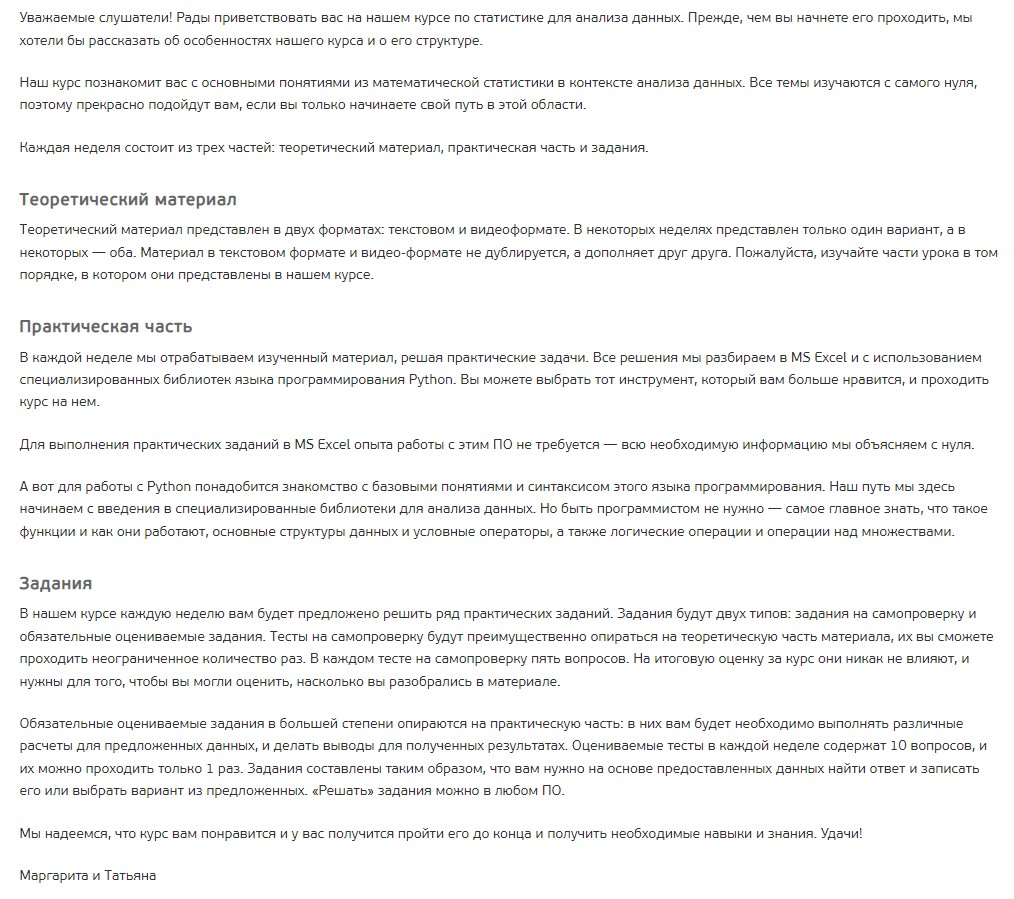 Уважаемые слушатели! Рады приветствовать вас на нашем курсе по статистике для анализа данных. Прежде, чем вы начнете его проходить, мы
хотели бы рассказать об особенностях нашего курса и о его структуре.
Наш курс познакомит вас с основными понятиями из математической статистики в контексте анализа данных. Все темы изучаются с самого нуля,
поэтому прекрасно подойдут вам, если вы только начинаете свой путь в этой области.
Каждая неделя состоит из трех частей: теоретический материал, практическая часть и задания.
Теоретический материал
Теоретический материал представлен в двух форматах: текстовом и видеоформате. В некоторых неделях представлен только один вариант, а в
некоторых — оба. Материал в текстовом формате и видео-формате не дублируется, а дополняет друг друга. Пожалуйста, изучайте части урока в том
порядке, в котором они представлены в нашем курсе.
Практическая часть
В каждой неделе мы отрабатываем изученный материал, решая практические задачи. Все решения мы разбираем в MS Excel и с использованием
специализированных библиотек языка программирования Python. Вы можете выбрать тот инструмент, который вам больше нравится, и проходить
курс на нем.
Для выполнения практических заданий в MS Excel опыта работы с этим ПО не требуется — всю необходимую информацию мы объясняем с нуля.
А вот для работы с Python понадобится знакомство с базовыми понятиями и синтаксисом этого языка программирования. Наш путь мы здесь
начинаем с введения в специализированные библиотеки для анализа данных. Но быть программистом не нужно — самое главное знать, что такое
функции и как они работают, основные структуры данных и условные операторы, а также логические операции и операции над множествами.
Задания
В нашем курсе каждую неделю вам будет предложено решить ряд практических заданий. Задания будут двух типов: задания на самопроверку и
обязательные оцениваемые задания. Тесты на самопроверку будут преимущественно опираться на теоретическую часть материала, их вы сможете
проходить неограниченное количество раз. В каждом тесте на самопроверку пять вопросов. На итоговую оценку за курс они никак не влияют, и
нужны для того, чтобы вы могли оценить, насколько вы разобрались в материале.
Обязательные оцениваемые задания в большей степени опираются на практическую часть: в них вам будет необходимо выполнять различные
расчеты для предложенных данных, и делать выводы для полученных результатов. Оцениваемые тесты в каждой неделе содержат 10 вопросов, и
их можно проходить только 1 раз. Задания составлены таким образом, что вам нужно на основе предоставленных данных найти ответ и записать
его или выбрать вариант из предложенных. «Решать» задания можно в любом ПО.
Мы надеемся, что курс вам понравится и у вас получится пройти его до конца и получить необходимые навыки и знания. Удачи!
Маргарита и Татьяна